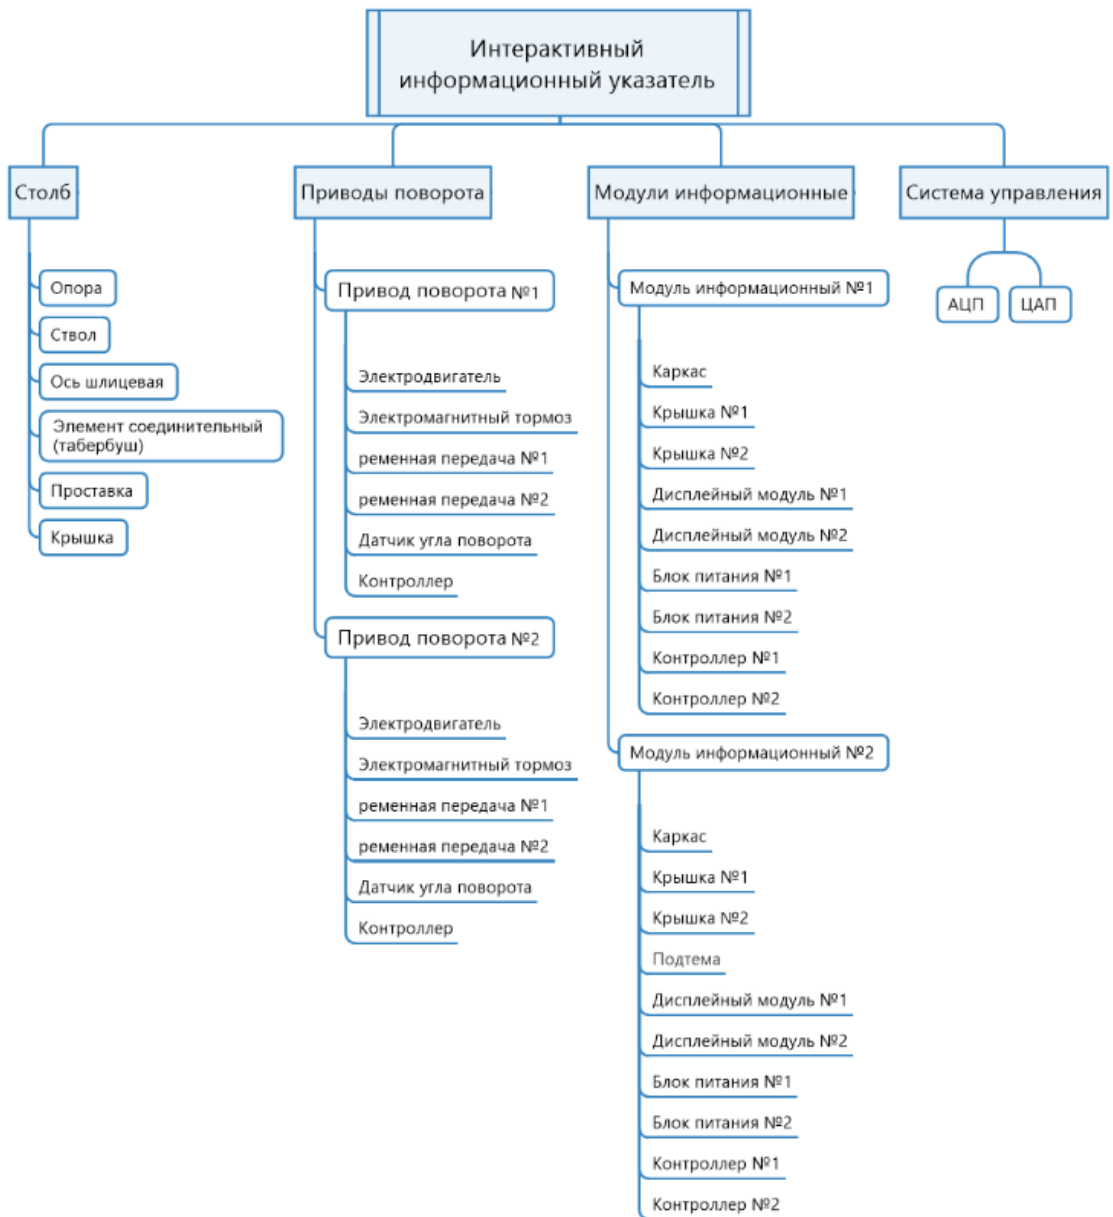 Интерактивный
информационный указатель
Столб
Опора
Ствол
Ось шлицевая
Элемент соединительный
(табербуш)
Проставка
Крышка
Приводы поворота
Привод поворота №1
Электродвигатель
Электромагнитный тормоз
ременная передача №1
ременная передача №2
Датчик угла поворота
Контроллер
Привод поворота №2
Электродвигатель
Электромагнитный тормоз
ременная передача №1
ременная передача №2
Датчик угла поворота
Контроллер
Модули информационные
Модуль информационный №1
Каркас
Крышка №1
Крышка №2
Дисплейный модуль №1
Дисплейный модуль №2
Блок питания №1
Блок питания №2
Контроллер №1
Контроллер №2
Модуль информационный №2
Каркас
Крышка №1
Крышка №2
Подтема
Дисплейный модуль №1
Дисплейный модуль №2
Блок питания №1
Блок питания №2
Контроллер №1
Контроллер №2
Система управления
АЦП
ЦАП